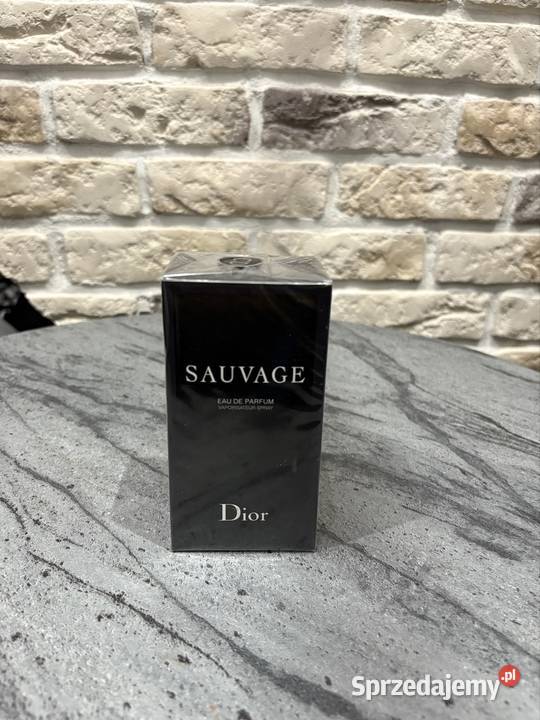 SAUVAGE
EAU DE PARFUM
VAPORISATEUR SPRAY
Dior
Sprzedajemy.pl